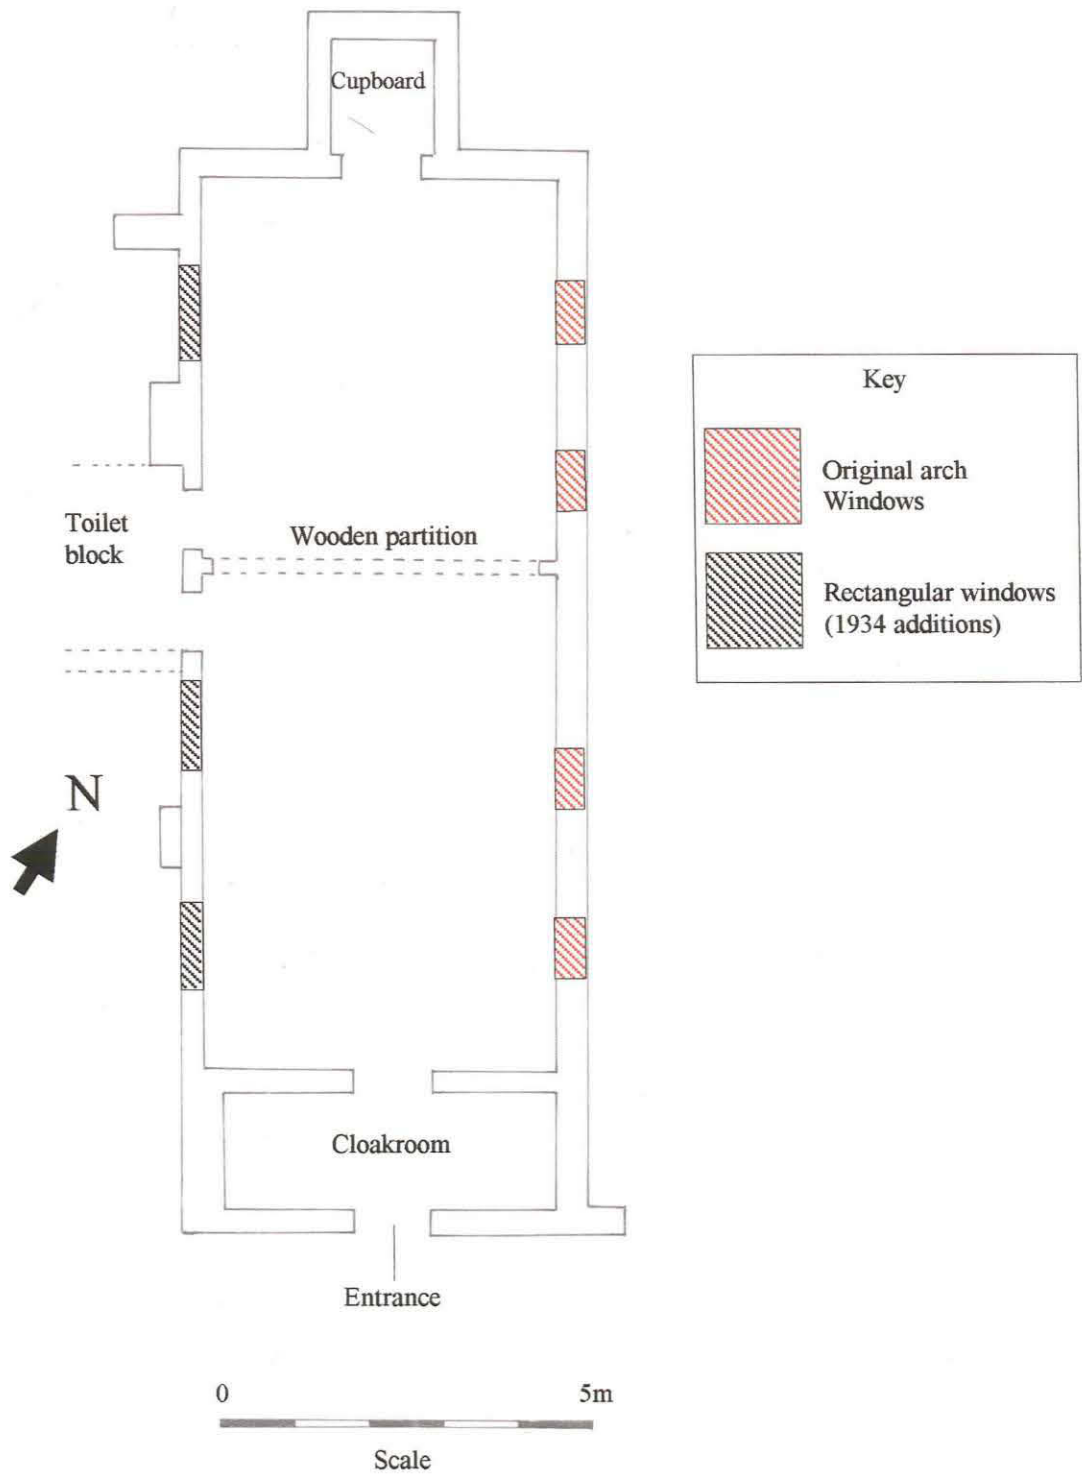 Cupboard
Toilet
block
Wooden partition
Key
Original arch
Windows
Rectangular windows
(1934 additions)
N
Cloakroom
Entrance
0 5m
Scale